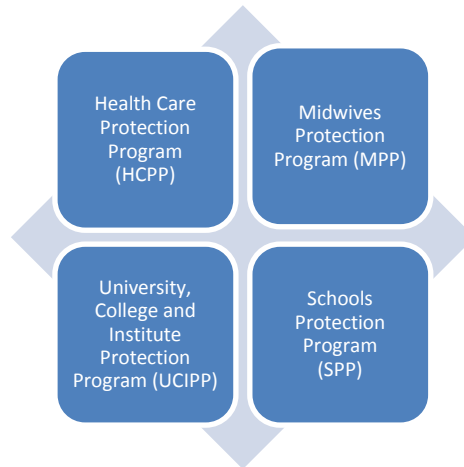 Health Care
Protection
Program
(HCPP)
Midwives
Protection
Program (MPP)
University,
College and
Institute
Protection
Program (UCIPP)
Schools
Protection
Program
(SPP)